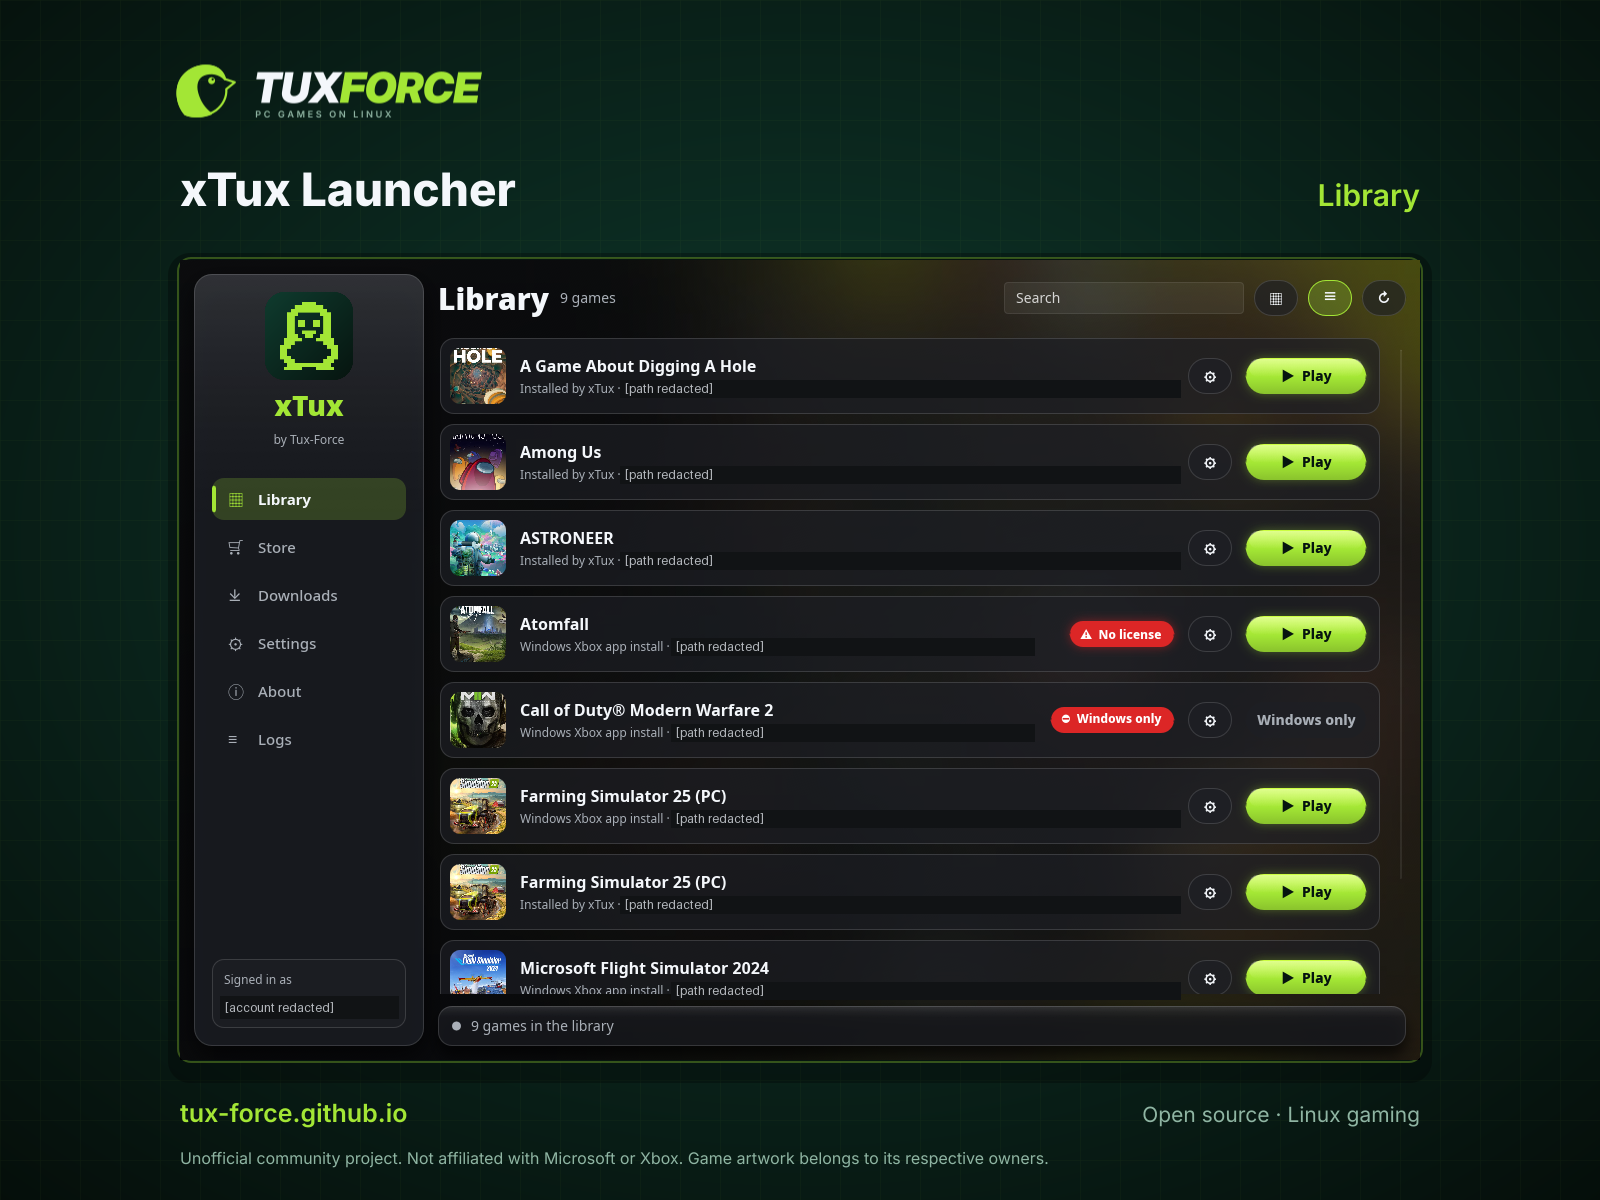 TUXFORCE
PC GAMES ON LINUX
xTux Launcher
Library
xTux
by Tux-Force
Library
Store
Downloads
Settings
About
Logs
Signed in as
[account redacted]
Library 9 games
Search
HOLE
A Game About Digging A Hole
Installed by xTux · [path redacted]
Play
Among Us
Installed by xTux · [path redacted]
Play
ASTRONEER
Installed by xTux · [path redacted]
Play
ATOMFALL
Atomfall
Windows Xbox app install · [path redacted]
No license
Play
Call of Duty® Modern Warfare 2
Windows Xbox app install · [path redacted]
Windows only
Windows only
Farming Simulator 25 (PC)
Windows Xbox app install · [path redacted]
Play
Farming Simulator 25 (PC)
Installed by xTux · [path redacted]
Play
Microsoft Flight Simulator 2024
Windows Xbox app install · [path redacted]
Play
9 games in the library
tux-force.github.io
Open source · Linux gaming
Unofficial community project. Not affiliated with Microsoft or Xbox. Game artwork belongs to its respective owners.